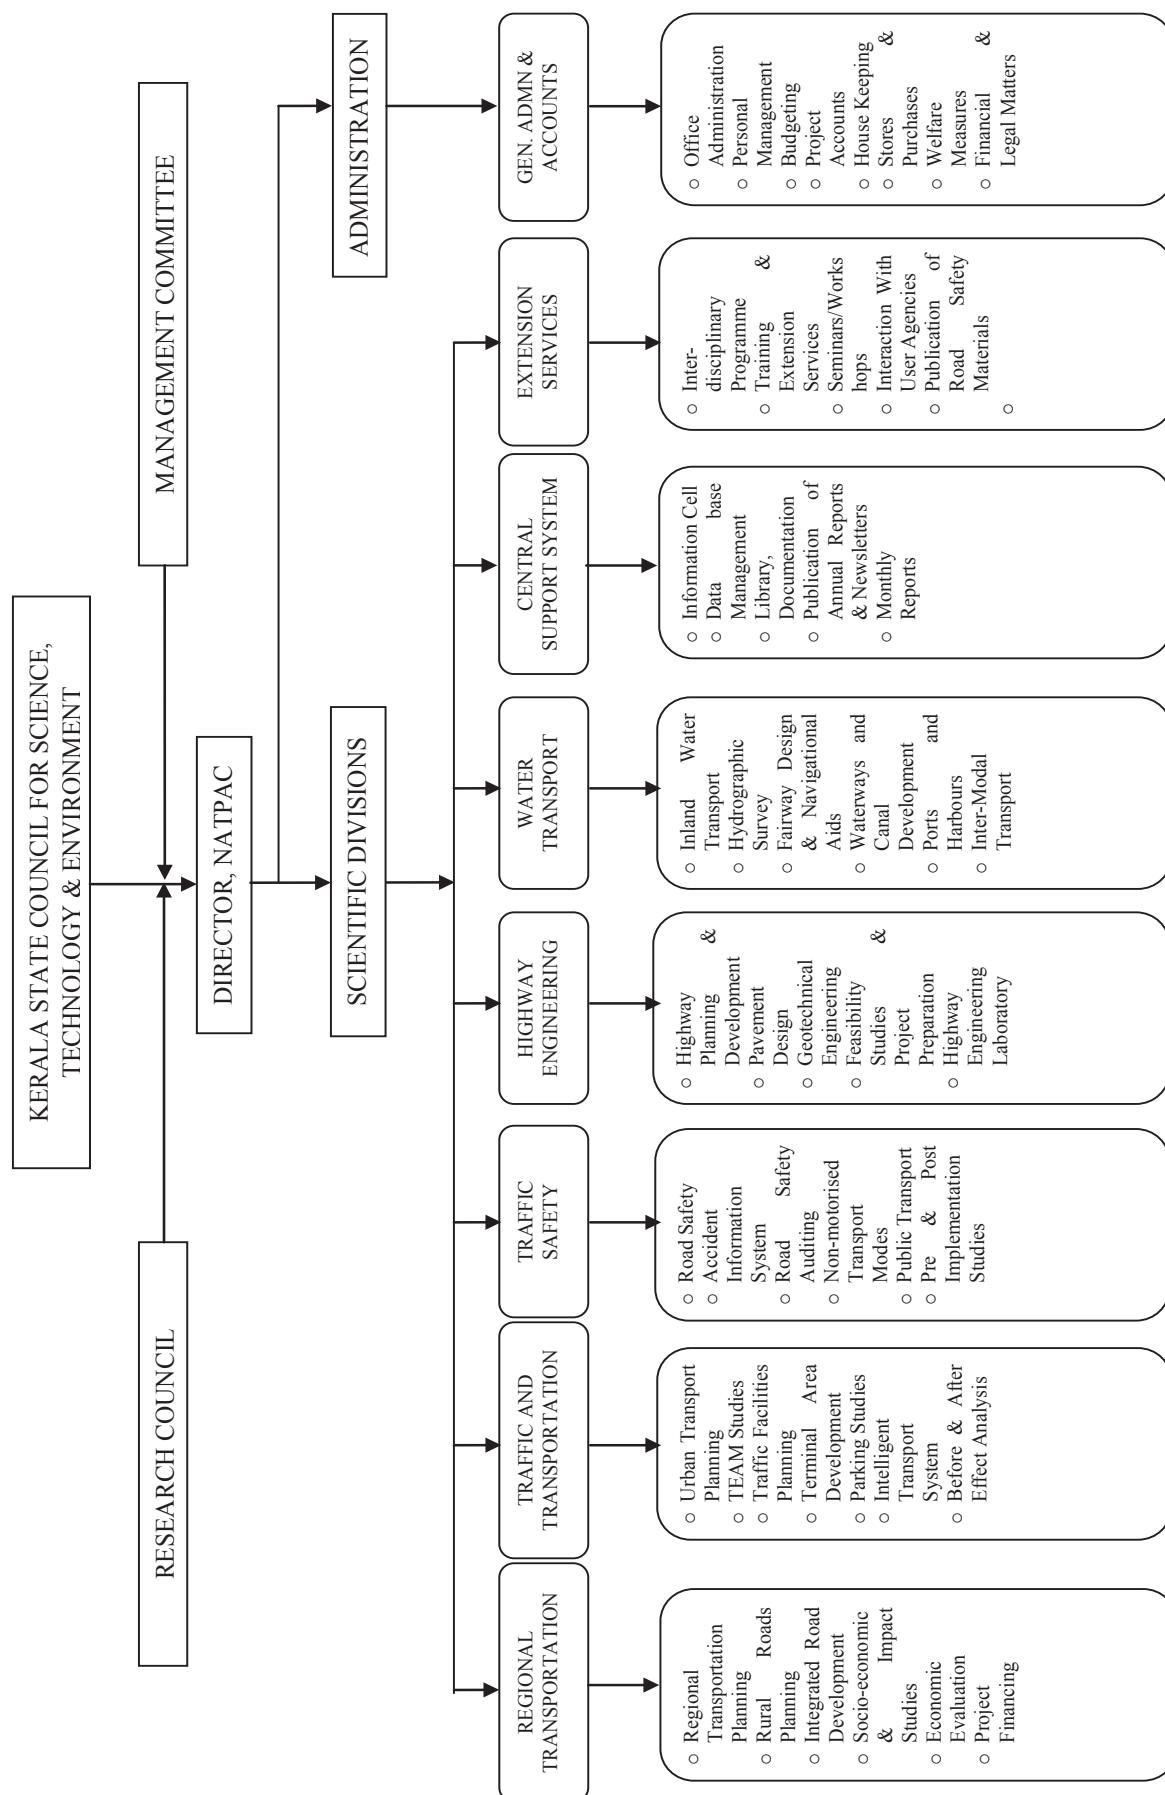 KERALA STATE COUNCIL FOR SCIENCE,
TECHNOLOGY & ENVIRONMENT
RESEARCH COUNCIL
MANAGEMENT COMMITTEE
DIRECTOR, NATPAC
SCIENTIFIC DIVISIONS
ADMINISTRATION
REGIONAL
TRANSPORTATION
TRAFFIC AND
TRANSPORTATION
TRAFFIC
SAFETY
HIGHWAY
ENGINEERING
WATER
TRANSPORT
CENTRAL
SUPPORT SYSTEM
EXTENSION
SERVICES
GEN. ADMN &
ACCOUNTS
○ Regional
Transportation
Planning
○ Rural Roads
Planning
○ Integrated Road
Development
○ Socio-economic
& Impact
Studies
○ Economic
Evaluation
○ Project
Financing
○ Urban Transport
Planning
○ TEAM Studies
○ Traffic Facilities
Planning
○ Terminal Area
Development
○ Parking Studies
○ Intelligent
Transport
System
○ Before & After
Effect Analysis
○ Road Safety
○ Accident
Information
System
○ Road Safety
Auditing
○ Non-motorised
Transport
Modes
○ Public Transport
○ Pre & Post
Implementation
Studies
○ Highway
Planning &
Development
○ Pavement
Design
○ Geotechnical
Engineering
○ Feasibility
Studies &
Project
Preparation
○ Highway
Engineering
Laboratory
○ Inland Water
Transport
○ Hydrographic
Survey
○ Fairway Design
& Navigational
Aids
○ Waterways and
Canal
Development
○ Ports and
Harbours
○ Inter-Modal
Transport
○ Information Cell
○ Data base
Management
○ Library,
Documentation
○ Publication of
Annual Reports
& Newsletters
○ Monthly
Reports
○ Inter-
disciplinary
Programme
○ Training &
Extension
Services
○ Seminars/Works
hops
○ Interaction With
User Agencies
○ Publication of
Road Safety
Materials
○
○ Office
Administration
○ Personal
Management
○ Budgeting
○ Project
Accounts
○ House Keeping
○ Stores &
Purchases
○ Welfare
Measures
○ Financial &
Legal Matters